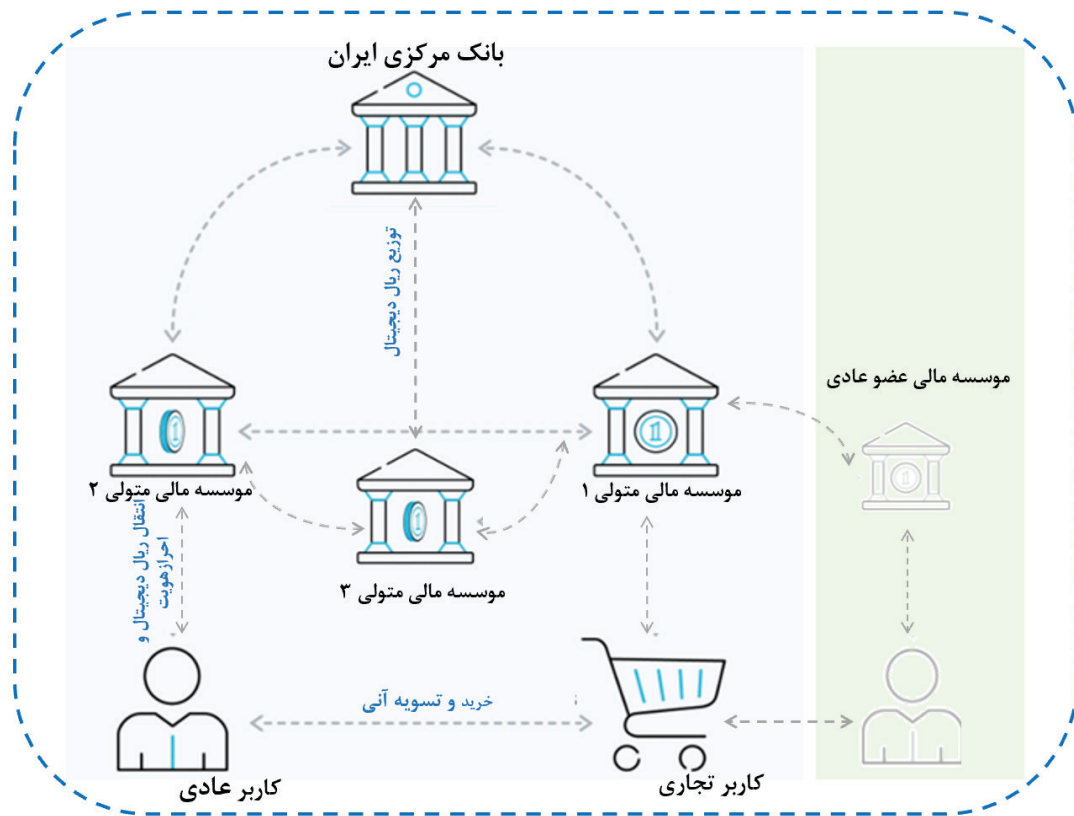 بانک مرکزی ایران
توزیع ریال دیجیتال
موسسه مالی عضو عادی
موسسه مالی متولی ۱
موسسه مالی متولی ۲
موسسه مالی متولی ۳
انتقال ریال دیجیتال و
احرازهویت
خرید و تسویه آنی
کاربر تجاری
کاربر عادی